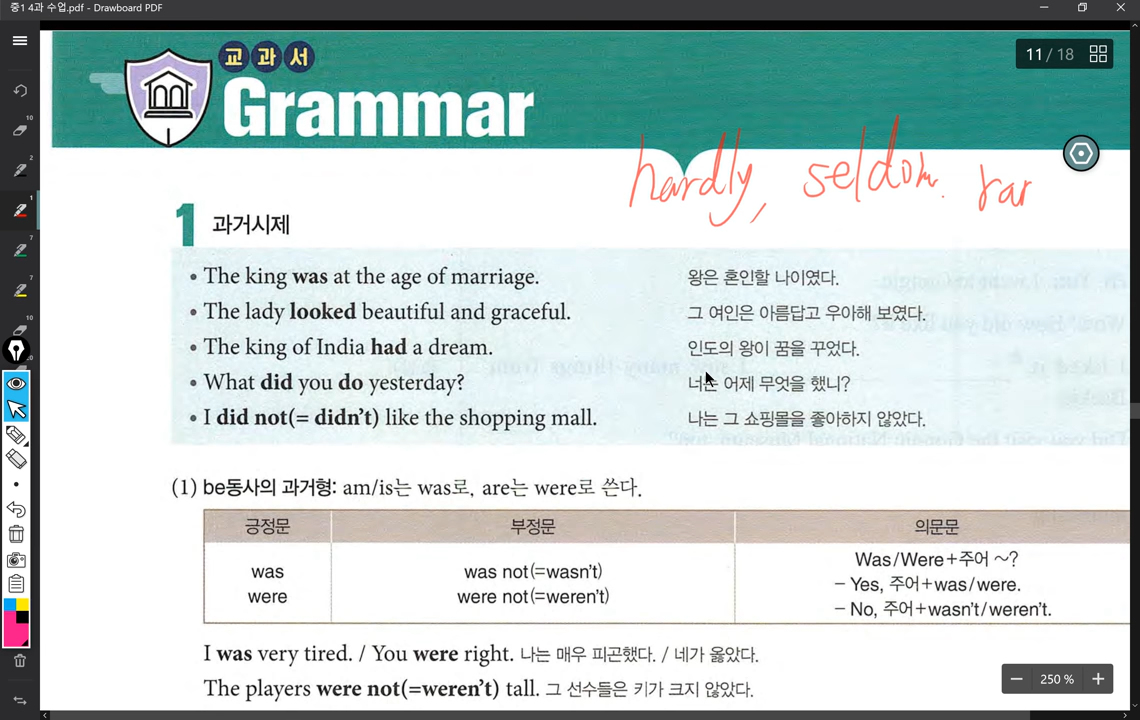 중1 4과 수업.pdf - Drawboard PDF
11 / 18
교과서
Grammar
hardly, seldom. rar
1 과거시제
• The king was at the age of marriage. 왕은 혼인할 나이였다.
• The lady looked beautiful and graceful. 그 여인은 아름답고 우아해 보였다.
• The king of India had a dream. 인도의 왕이 꿈을 꾸었다.
• What did you do yesterday? 너는 어제 무엇을 했니?
• I did not(= didn't) like the shopping mall. 나는 그 쇼핑몰을 좋아하지 않았다.
(1) be동사의 과거형: am/is는 was로, are는 were로 쓴다.
긍정문 부정문 의문문
was was not(=wasn't) Was/Were+주어 ~?
were were not(=weren't) – Yes, 주어+was/were.
– No, 주어+wasn't/weren't.
I was very tired. / You were right. 나는 매우 피곤했다. / 네가 옳았다.
The players were not(=weren't) tall. 그 선수들은 키가 크지 않았다.
250 %